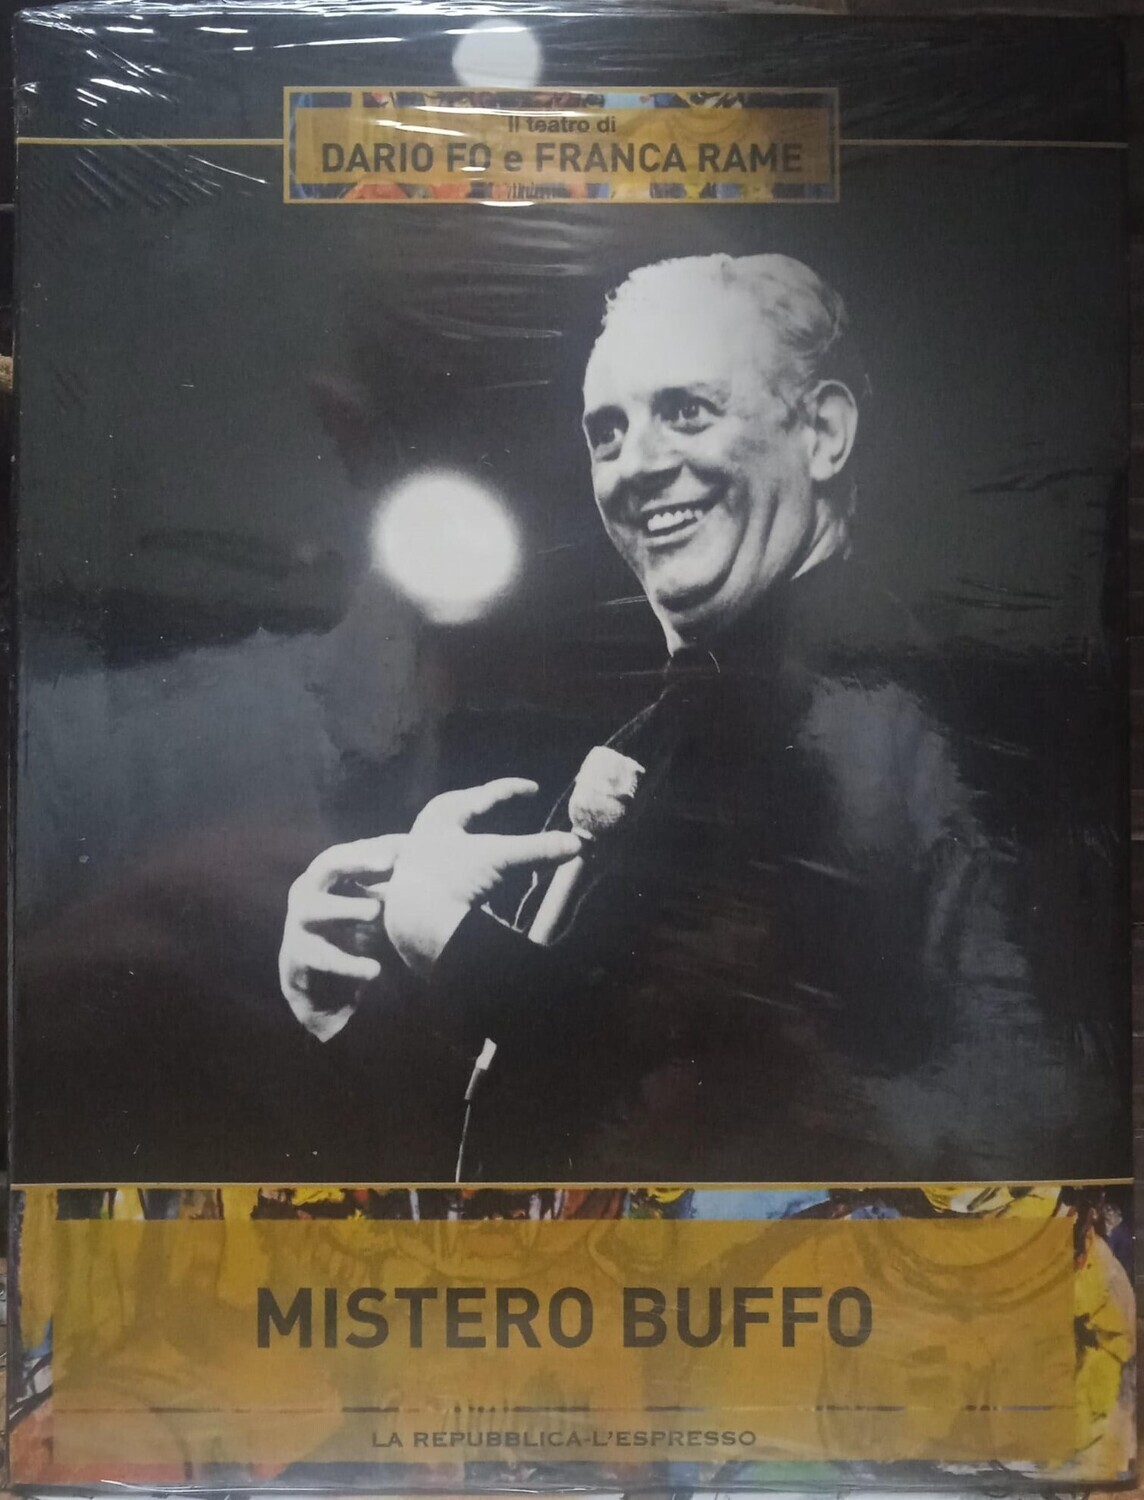 Il teatro di
DARIO FO e FRANCA RAME
MISTERO BUFFO
LA REPUBBLICA-L'ESPRESSO